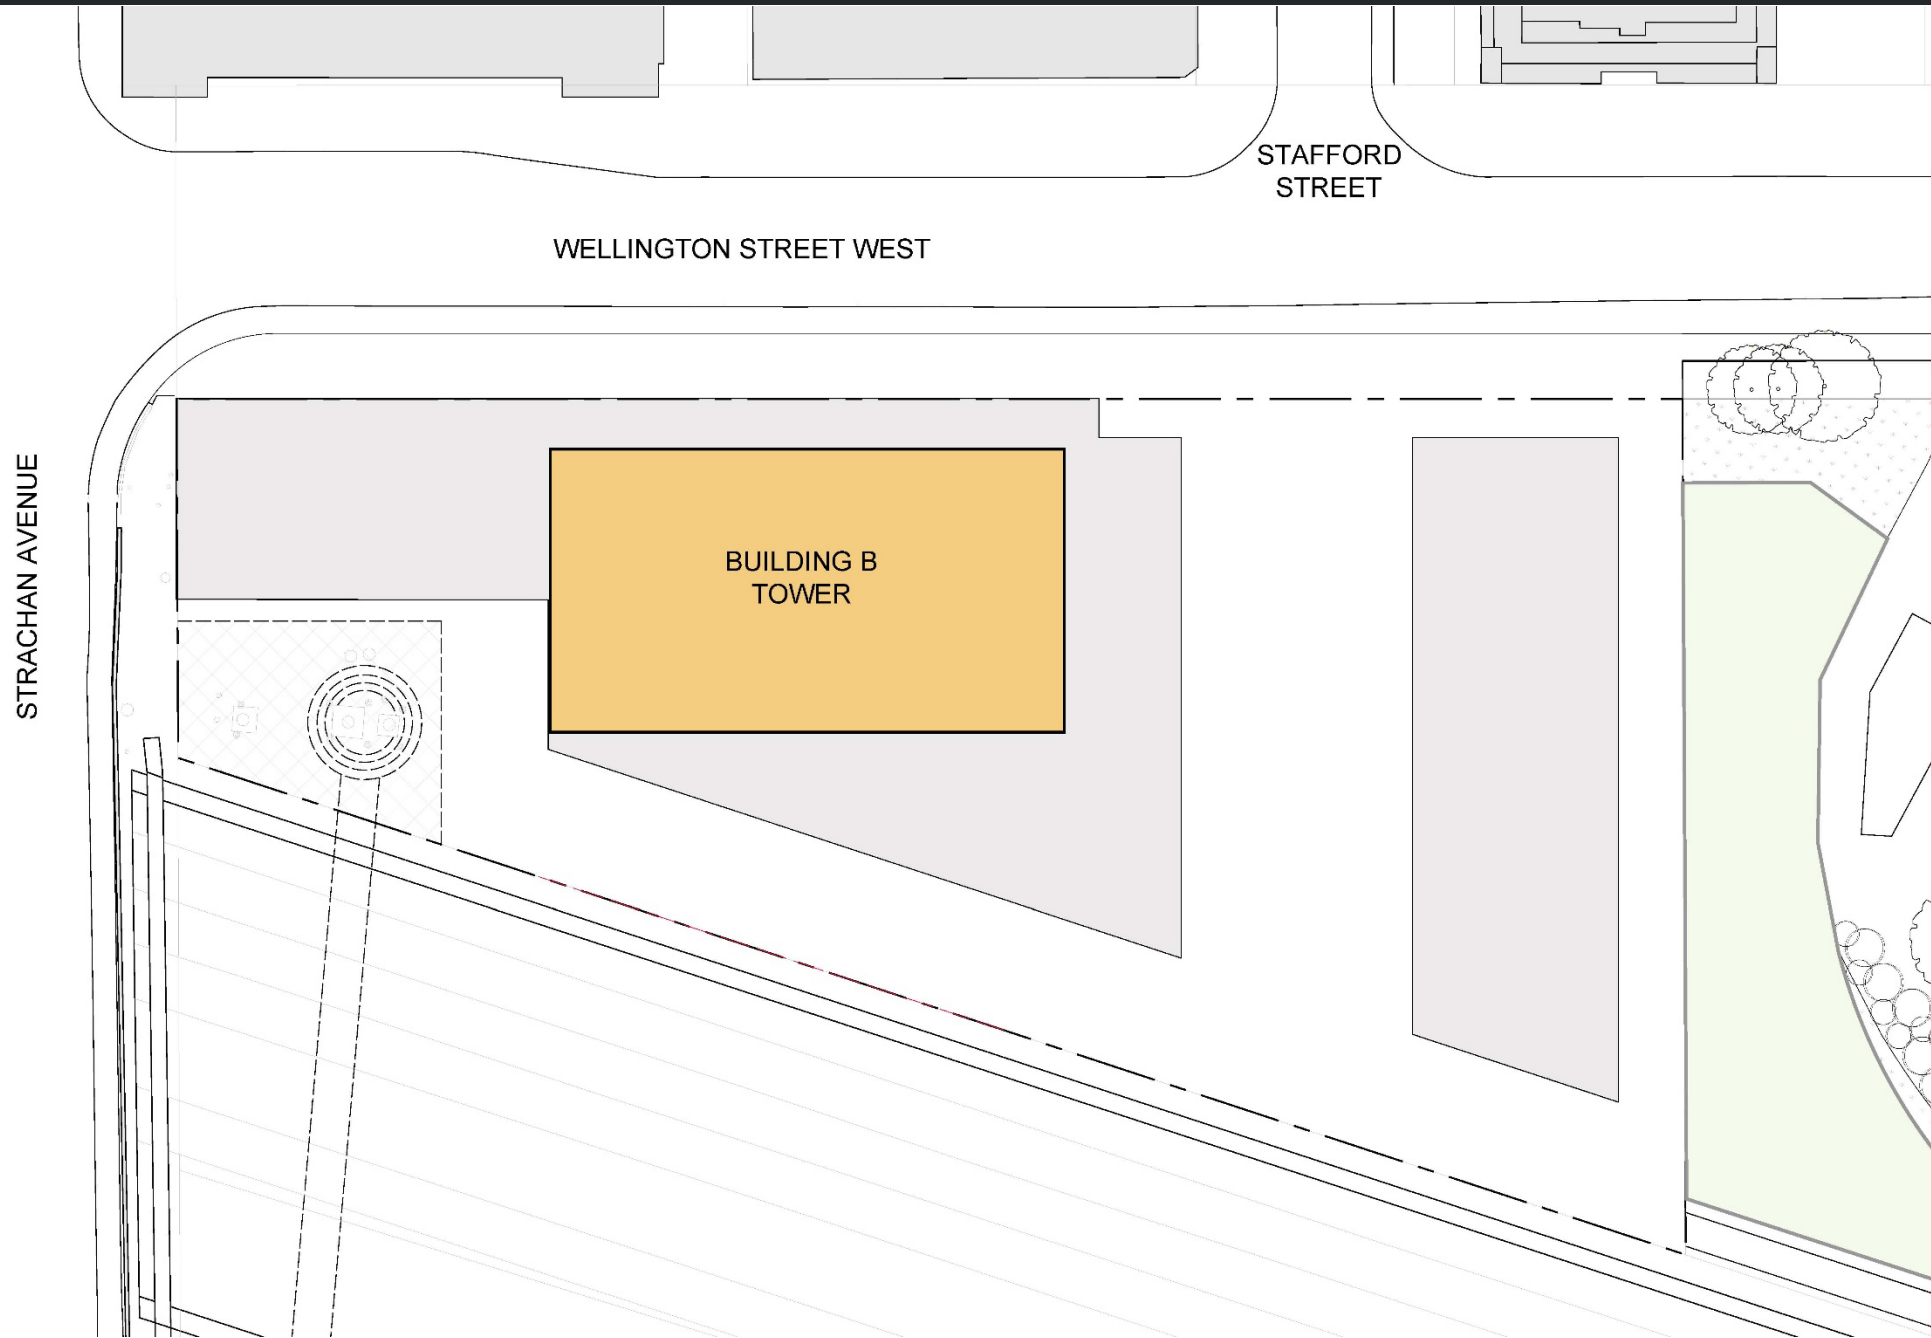 STAFFORD
STREET
WELLINGTON STREET WEST
STRACHAN AVENUE
BUILDING B
TOWER